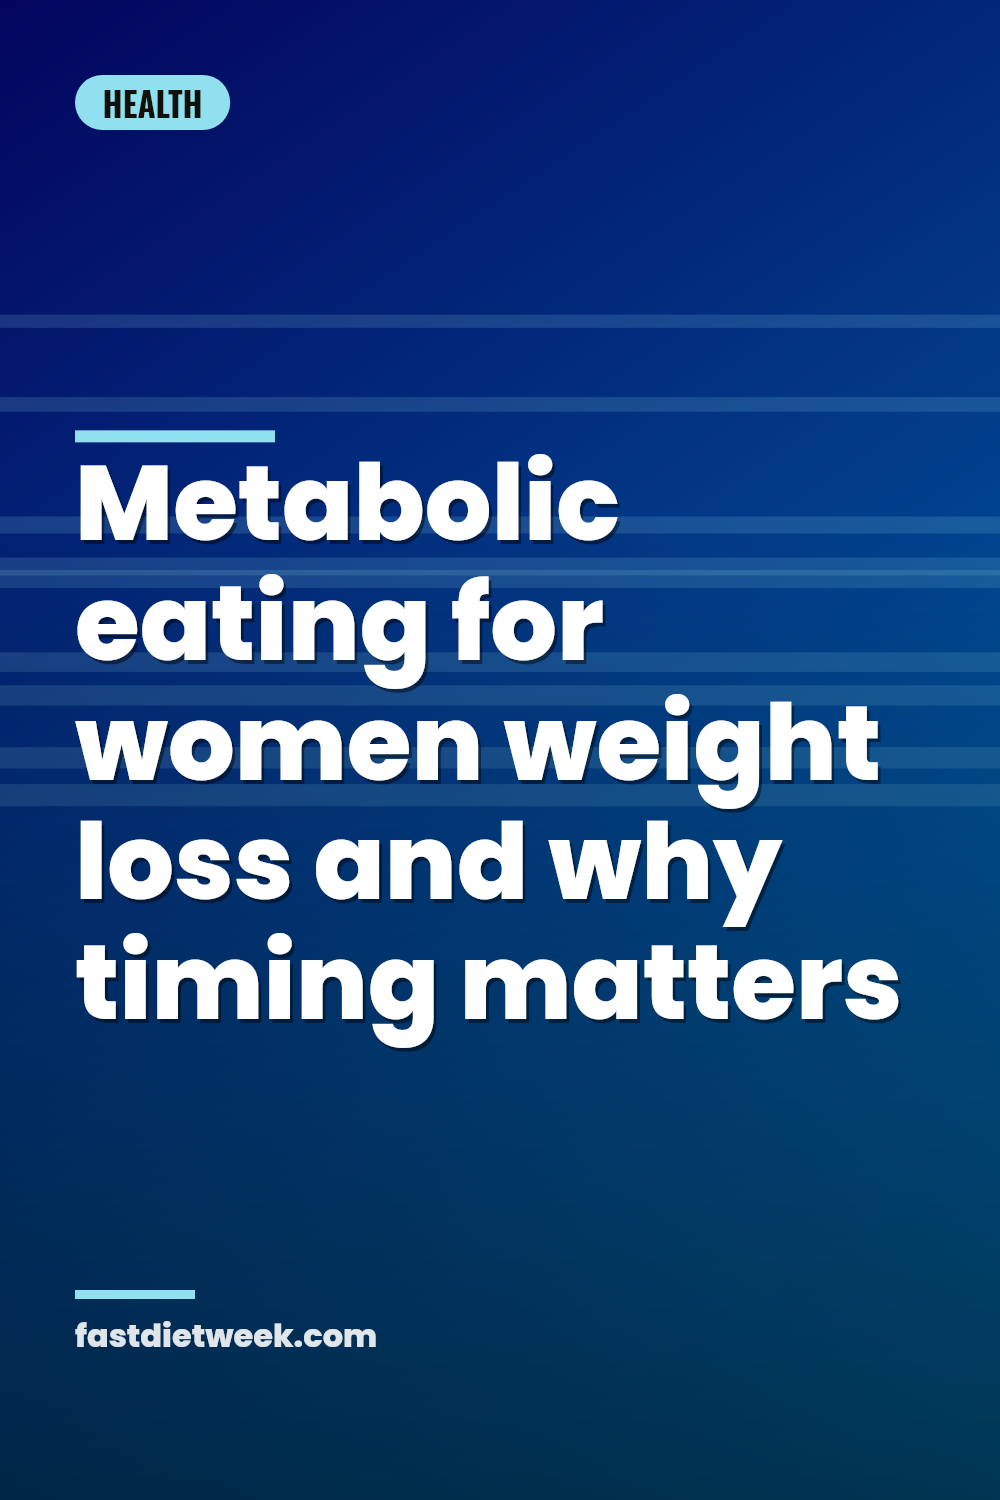 HEALTH
Metabolic
eating for
women weight
loss and why
timing matters
fastdietweek.com